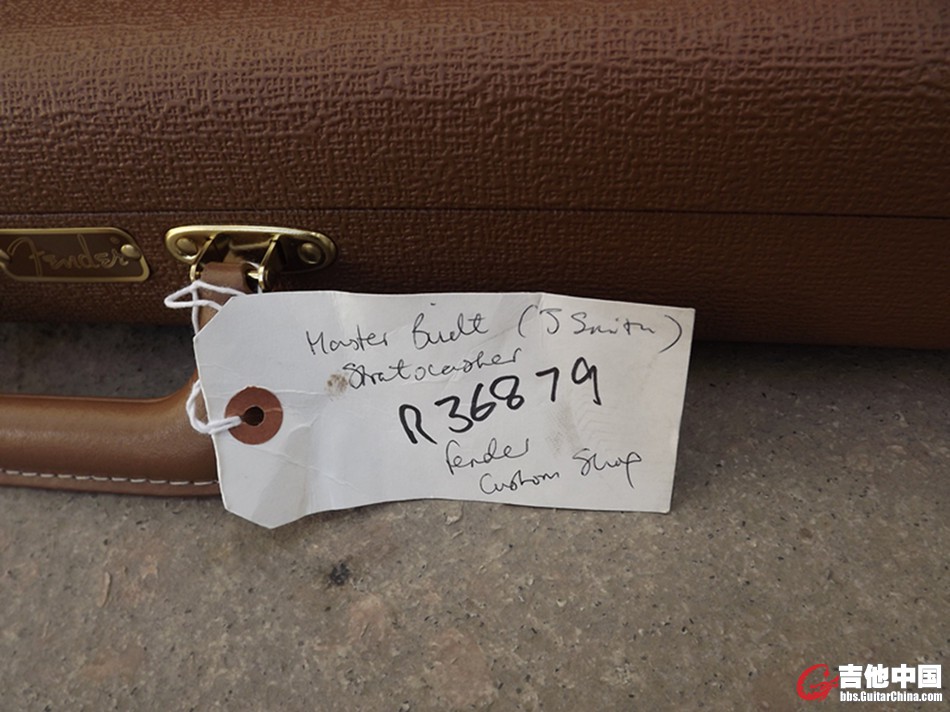 Fender
Master Built (J Smith)
Stratocaster
R36879
Fender
Custom Shop
吉他中国
bbs.GuitarChina.com